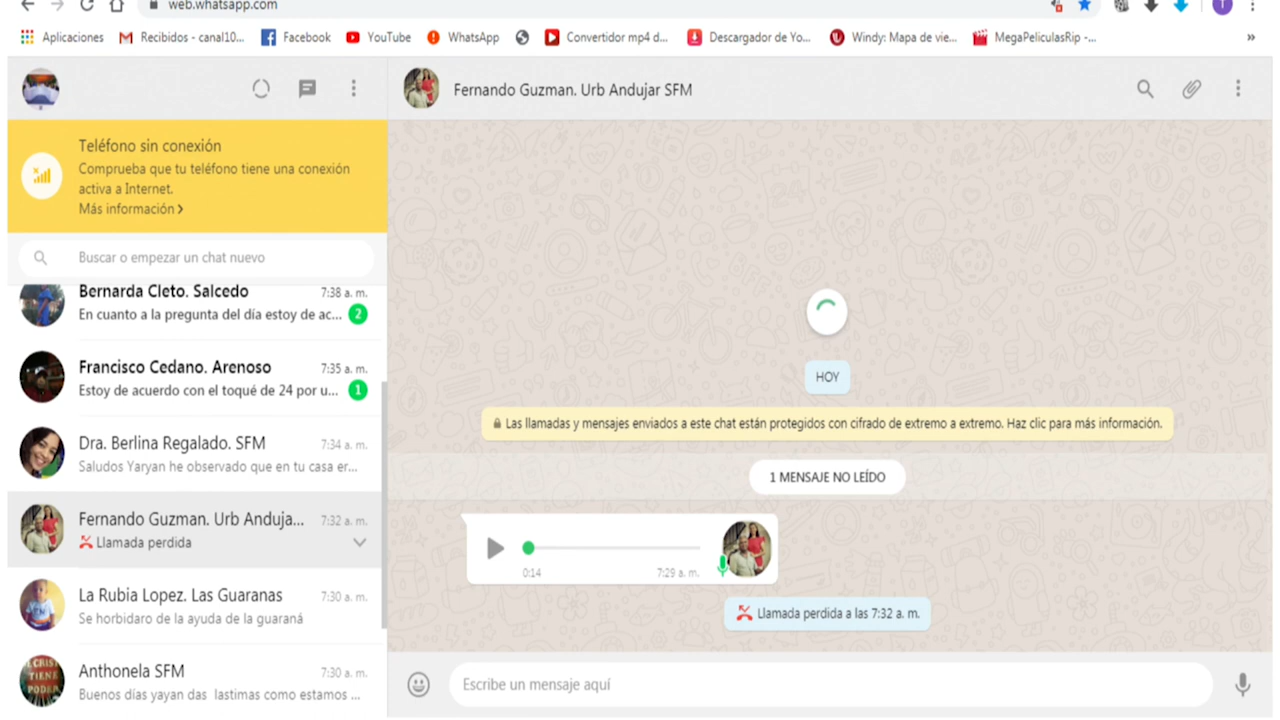 web.whatsapp.com
Aplicaciones
Recibidos - canal10...
Facebook
YouTube
WhatsApp
Convertidor mp4 d...
Descargador de Yo...
Windy: Mapa de vie...
MegaPeliculasRip -...
»
T
Teléfono sin conexión
Comprueba que tu teléfono tiene una conexión
activa a Internet.
Más información
Buscar o empezar un chat nuevo
Bernarda Cleto. Salcedo 7:38 a. m.
En cuanto a la pregunta del día estoy de ac... 2
Francisco Cedano. Arenoso 7:35 a. m.
Estoy de acuerdo con el toqué de 24 por u... 1
Dra. Berlina Regalado. SFM 7:34 a. m.
Saludos Yaryan he observado que en tu casa er...
Fernando Guzman. Urb Anduja... 7:32 a. m.
Llamada perdida
La Rubia Lopez. Las Guaranas 7:30 a. m.
Se horbidaro de la ayuda de la guaraná
CRIS
TIENE
PODER
Anthonela SFM 7:30 a. m.
Buenos días yayan das lastimas como estamos ...
Fernando Guzman. Urb Andujar SFM
HOY
Las llamadas y mensajes enviados a este chat están protegidos con cifrado de extremo a extremo. Haz clic para más información.
1 MENSAJE NO LEÍDO
0:14 7:29 a. m.
Llamada perdida a las 7:32 a. m.
Escribe un mensaje aquí